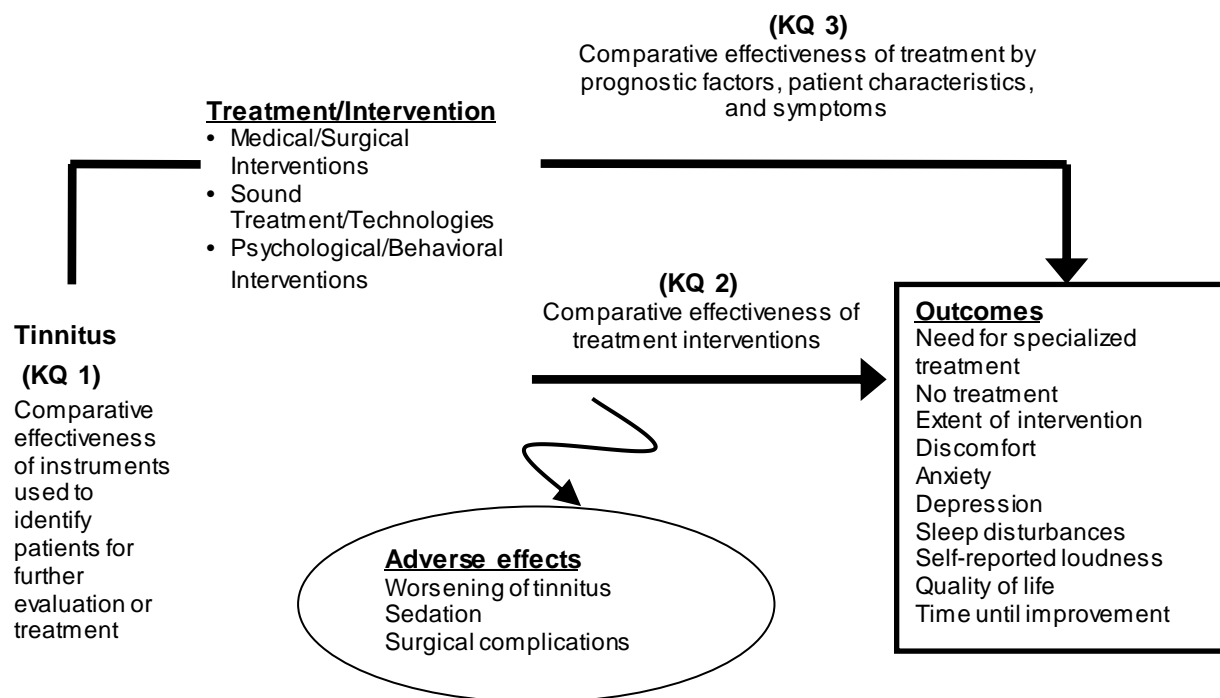 (KQ 3)
Comparative effectiveness of treatment by
prognostic factors, patient characteristics,
and symptoms
Treatment/Intervention
• Medical/Surgical
Interventions
• Sound
Treatment/Technologies
• Psychological/Behavioral
Interventions
Tinnitus
(KQ 1)
Comparative
effectiveness
of instruments
used to
identify
patients for
further
evaluation or
treatment
(KQ 2)
Comparative effectiveness of
treatment interventions
Adverse effects
Worsening of tinnitus
Sedation
Surgical complications
Outcomes
Need for specialized
treatment
No treatment
Extent of intervention
Discomfort
Anxiety
Depression
Sleep disturbances
Self-reported loudness
Quality of life
Time until improvement